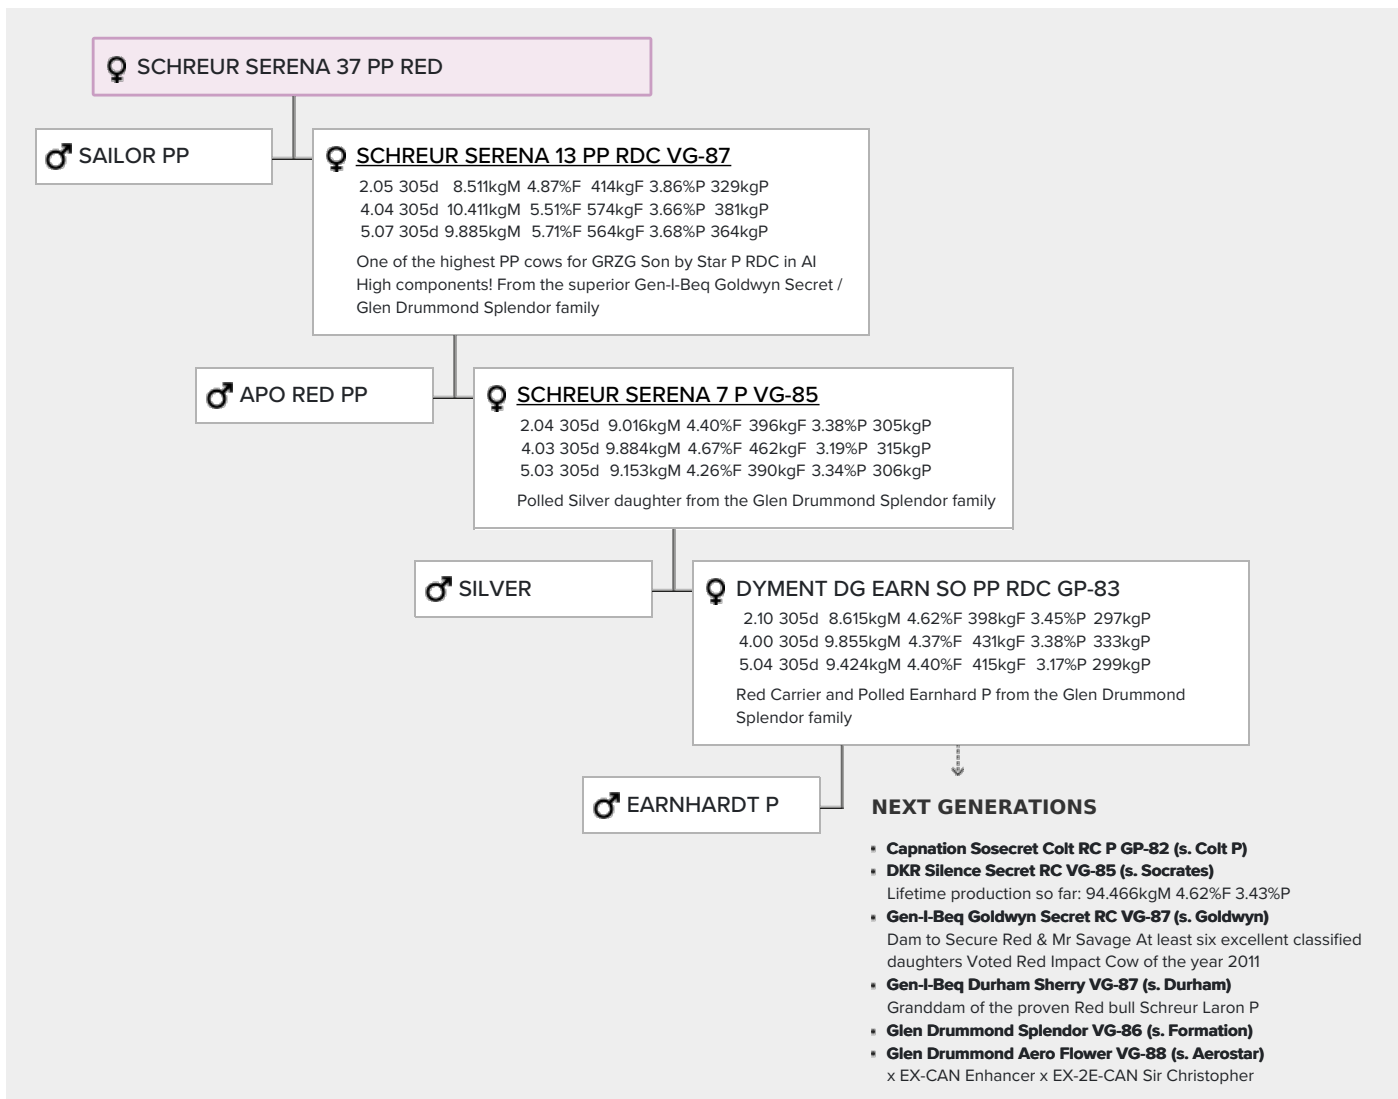 SCHREUR SERENA 37 PP RED
SAILOR PP
SCHREUR SERENA 13 PP RDC VG-87
2.05 305d 8.511kgM 4.87%F 414kgF 3.86%P 329kgP
4.04 305d 10.411kgM 5.51%F 574kgF 3.66%P 381kgP
5.07 305d 9.885kgM 5.71%F 564kgF 3.68%P 364kgP
One of the highest PP cows for GRZG Son by Star P RDC in AI
High components! From the superior Gen-I-Beq Goldwyn Secret /
Glen Drummond Splendor family
APO RED PP
SCHREUR SERENA 7 P VG-85
2.04 305d 9.016kgM 4.40%F 396kgF 3.38%P 305kgP
4.03 305d 9.884kgM 4.67%F 462kgF 3.19%P 315kgP
5.03 305d 9.153kgM 4.26%F 390kgF 3.34%P 306kgP
Polled Silver daughter from the Glen Drummond Splendor family
SILVER
DYMENT DG EARN SO PP RDC GP-83
2.10 305d 8.615kgM 4.62%F 398kgF 3.45%P 297kgP
4.00 305d 9.855kgM 4.37%F 431kgF 3.38%P 333kgP
5.04 305d 9.424kgM 4.40%F 415kgF 3.17%P 299kgP
Red Carrier and Polled Earnhard P from the Glen Drummond
Splendor family
EARNHARDT P
NEXT GENERATIONS
Capnation Sosecret Colt RC P GP-82 (s. Colt P)
DKR Silence Secret RC VG-85 (s. Socrates)
Lifetime production so far: 94.466kgM 4.62%F 3.43%P
Gen-I-Beq Goldwyn Secret RC VG-87 (s. Goldwyn)
Dam to Secure Red & Mr Savage At least six excellent classified
daughters Voted Red Impact Cow of the year 2011
Gen-I-Beq Durham Sherry VG-87 (s. Durham)
Granddam of the proven Red bull Schreur Laron P
Glen Drummond Splendor VG-86 (s. Formation)
Glen Drummond Aero Flower VG-88 (s. Aerostar)
x EX-CAN Enhancer x EX-2E-CAN Sir Christopher